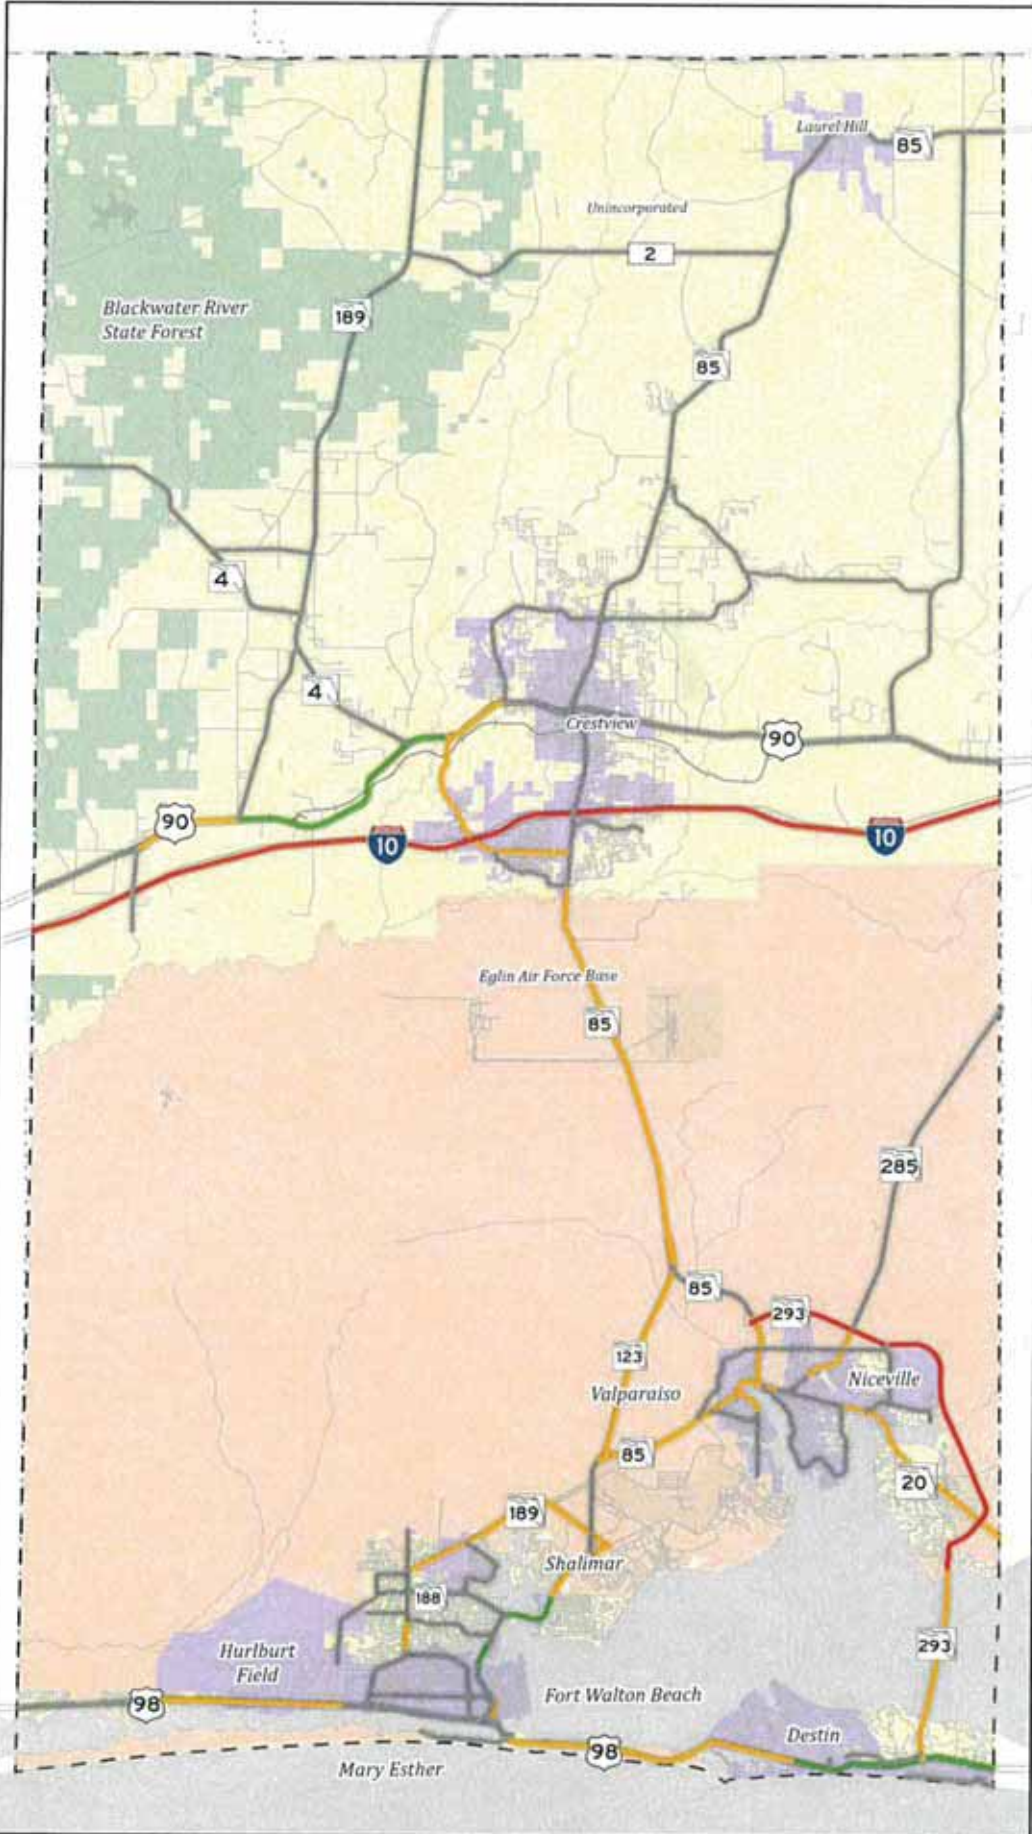 Laurel Hill
85
Unincorporated
2
Blackwater River
State Forest
189
85
4
4
Crestview
90
90
10
10
Eglin Air Force Base
85
285
85
293
123
Valparaiso
Niceville
85
20
189
Shalimar
188
Hurlburt
Field
293
98
Fort Walton Beach
Destin
98
Mary Esther